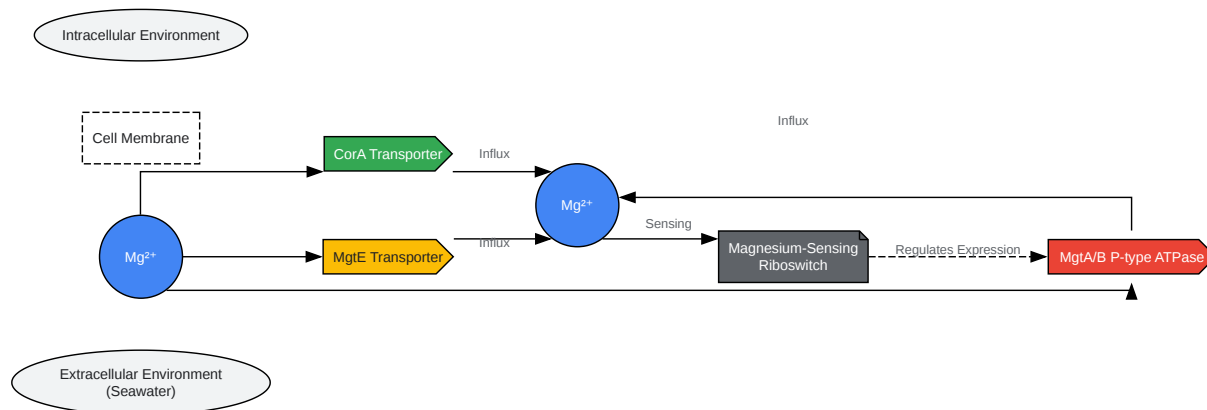 Intracellular Environment
Influx
Cell Membrane
CorA Transporter
Influx
Mg²⁺
Sensing
Magnesium-Sensing
Riboswitch
Regulates Expression
MgtA/B P-type ATPase
Mg²⁺
MgtE Transporter
Influx
Extracellular Environment
(Seawater)